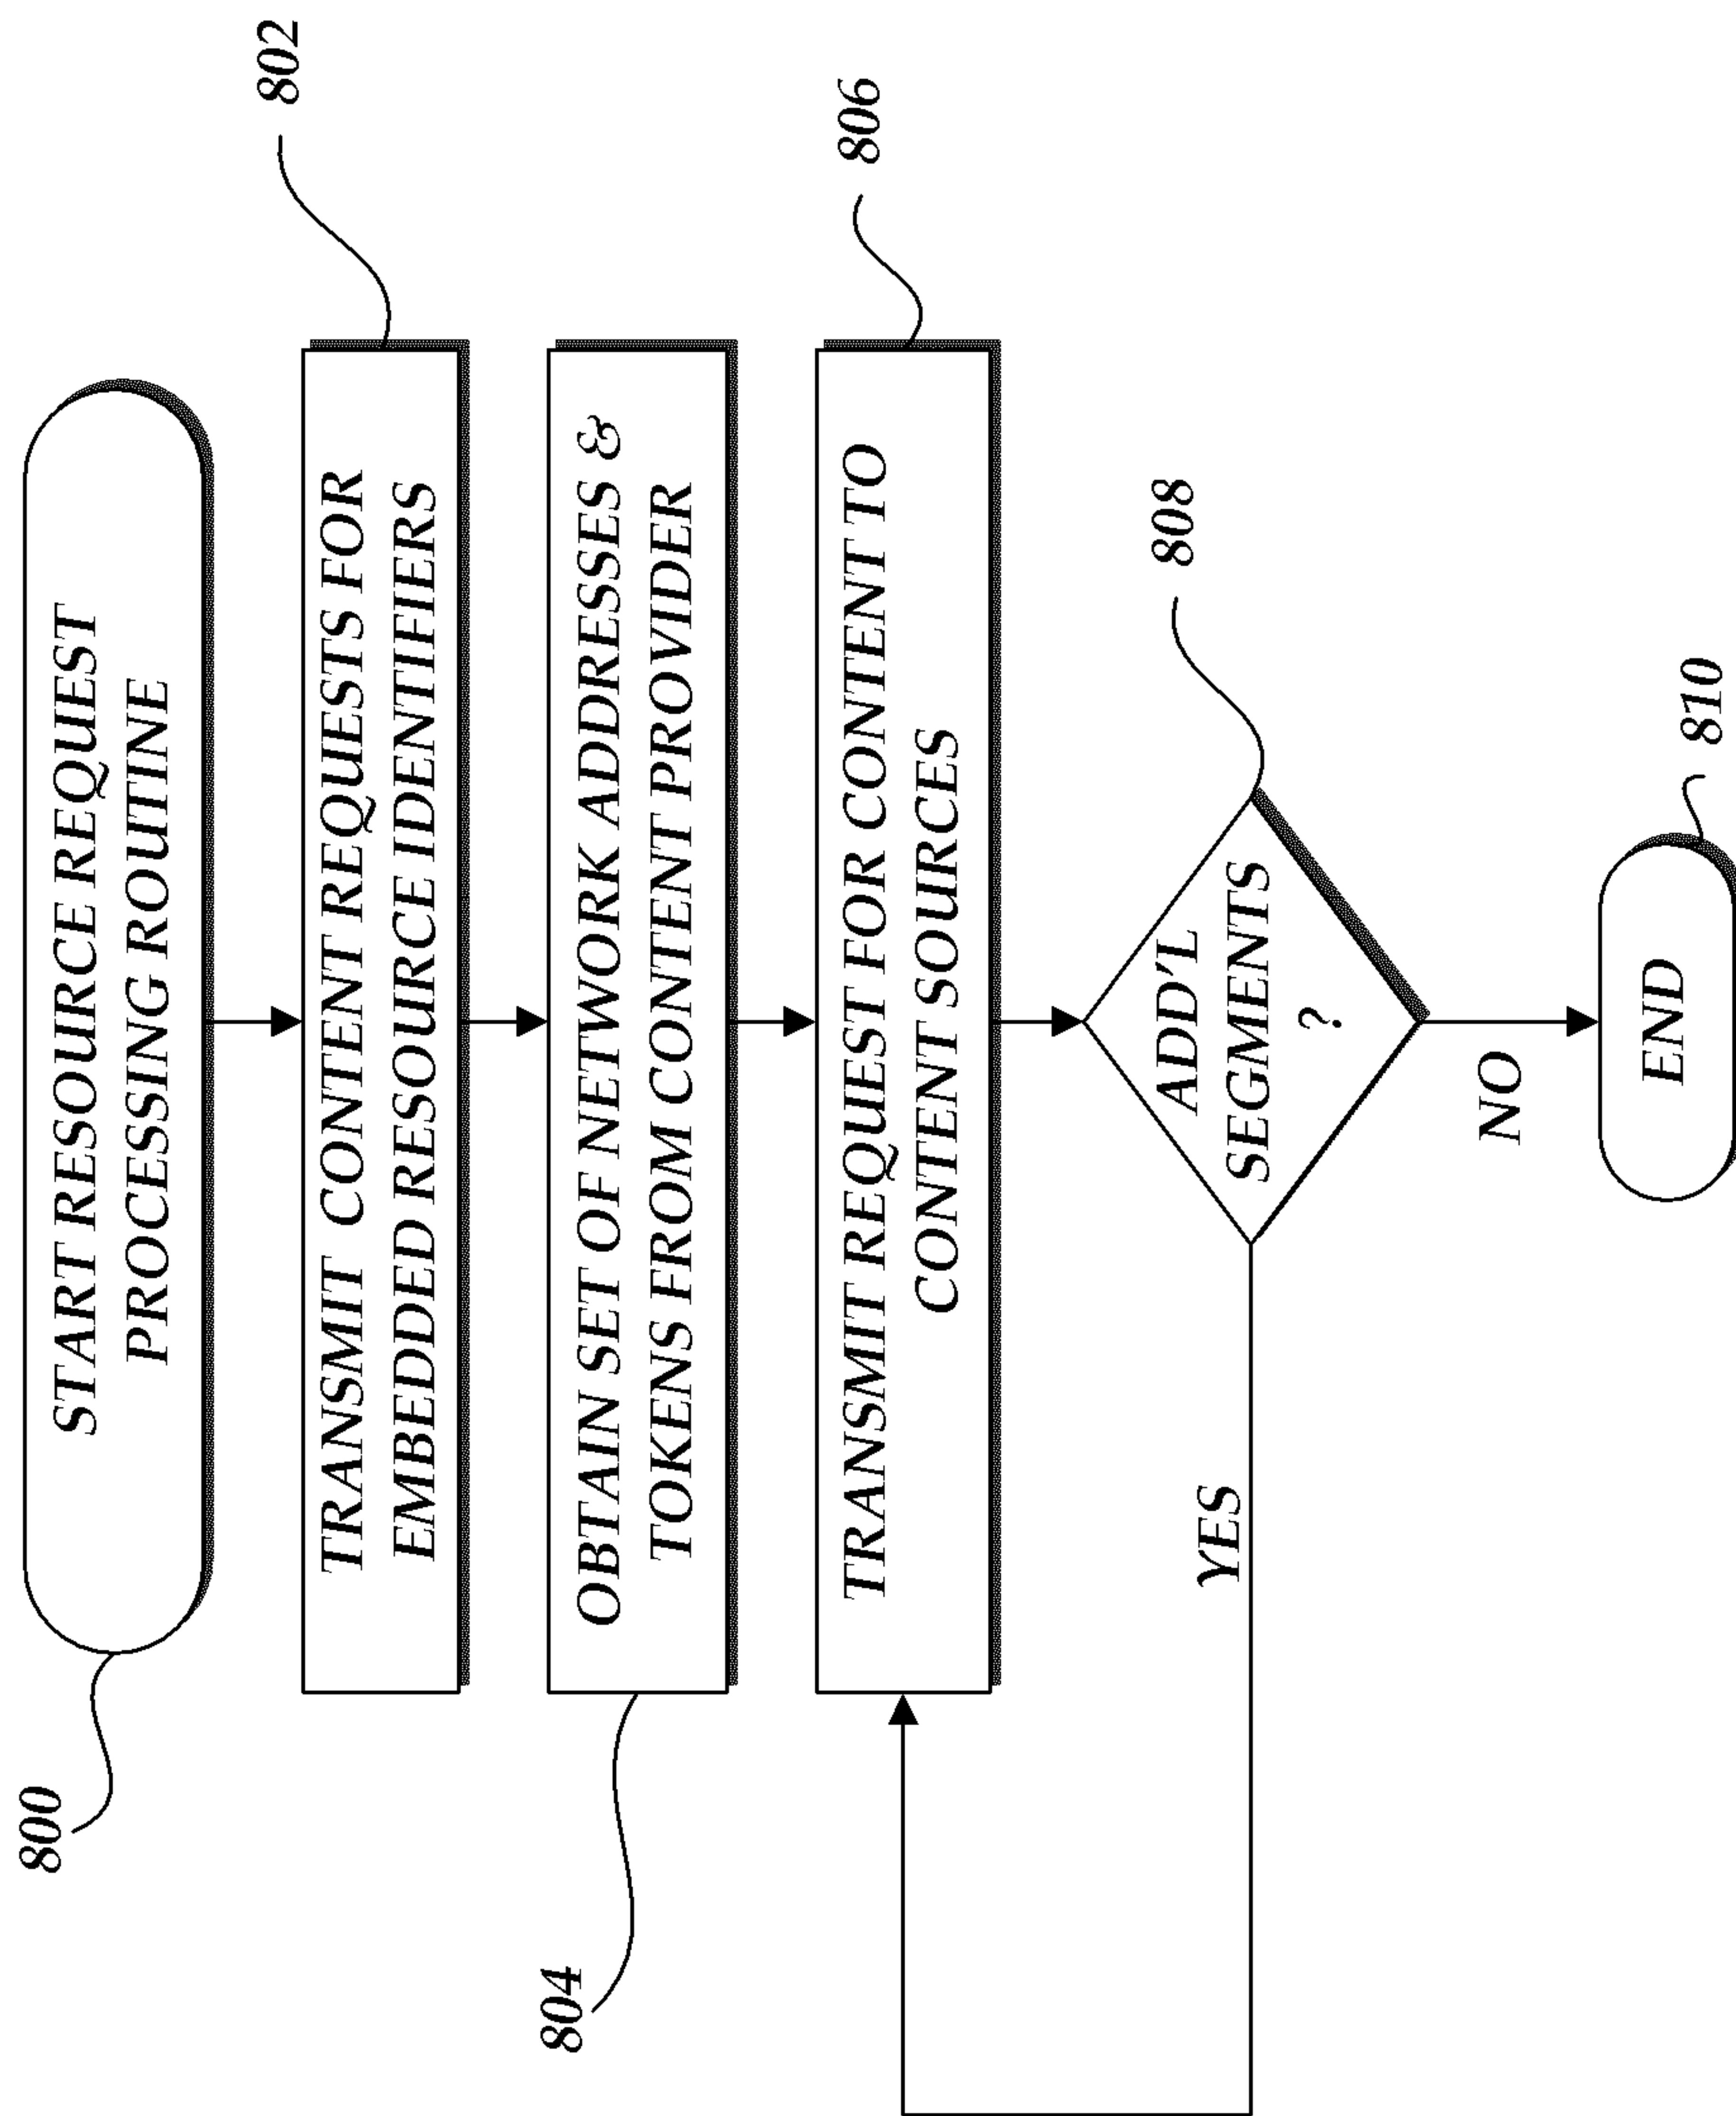 800
START RESOURCE REQUEST
PROCESSING ROUTINE
802
TRANSMIT CONTENT REQUESTS FOR
EMBEDDED RESOURCE IDENTIFIERS
804
OBTAIN SET OF NETWORK ADDRESSES &
TOKENS FROM CONTENT PROVIDER
806
TRANSMIT REQUEST FOR CONTENT TO
CONTENT SOURCES
808
ADD'L
SEGMENTS
?
YES
NO
810
END